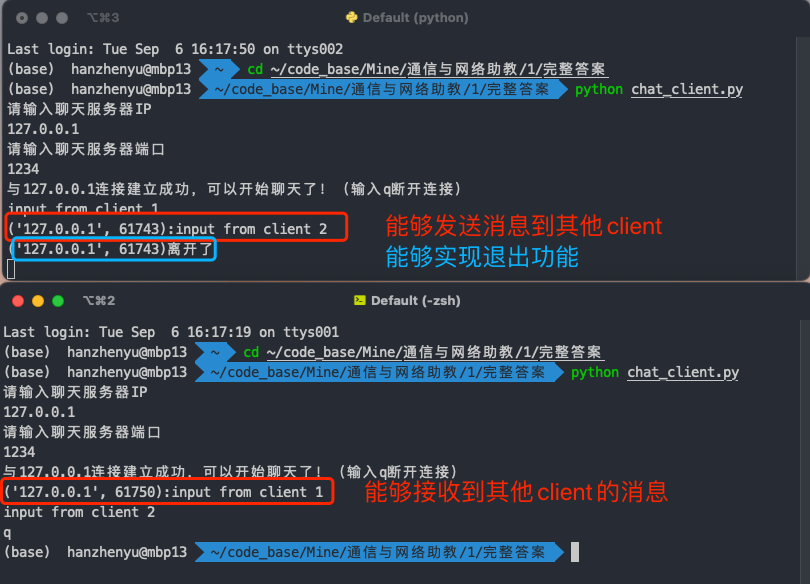 ⌥⌘3
Default (python)
Last login: Tue Sep  6 16:17:50 on ttys002
(base)  hanzhenyu@mbp13  ~  cd ~/code_base/Mine/通信与网络助教/1/完整答案
(base)  hanzhenyu@mbp13  ~/code_base/Mine/通信与网络助教/1/完整答案  python chat_client.py
请输入聊天服务器IP
127.0.0.1
请输入聊天服务器端口
1234
与127.0.0.1连接建立成功，可以开始聊天了！（输入q断开连接）
input from client 1
('127.0.0.1', 61743):input from client 2
能够发送消息到其他client
('127.0.0.1', 61743)离开了
能够实现退出功能
⌥⌘2
Default (-zsh)
Last login: Tue Sep  6 16:17:19 on ttys001
(base)  hanzhenyu@mbp13  ~  cd ~/code_base/Mine/通信与网络助教/1/完整答案
(base)  hanzhenyu@mbp13  ~/code_base/Mine/通信与网络助教/1/完整答案  python chat_client.py
请输入聊天服务器IP
127.0.0.1
请输入聊天服务器端口
1234
与127.0.0.1连接建立成功，可以开始聊天了！（输入q断开连接）
('127.0.0.1', 61750):input from client 1
能够接收到其他client的消息
input from client 2
q
(base)  hanzhenyu@mbp13  ~/code_base/Mine/通信与网络助教/1/完整答案